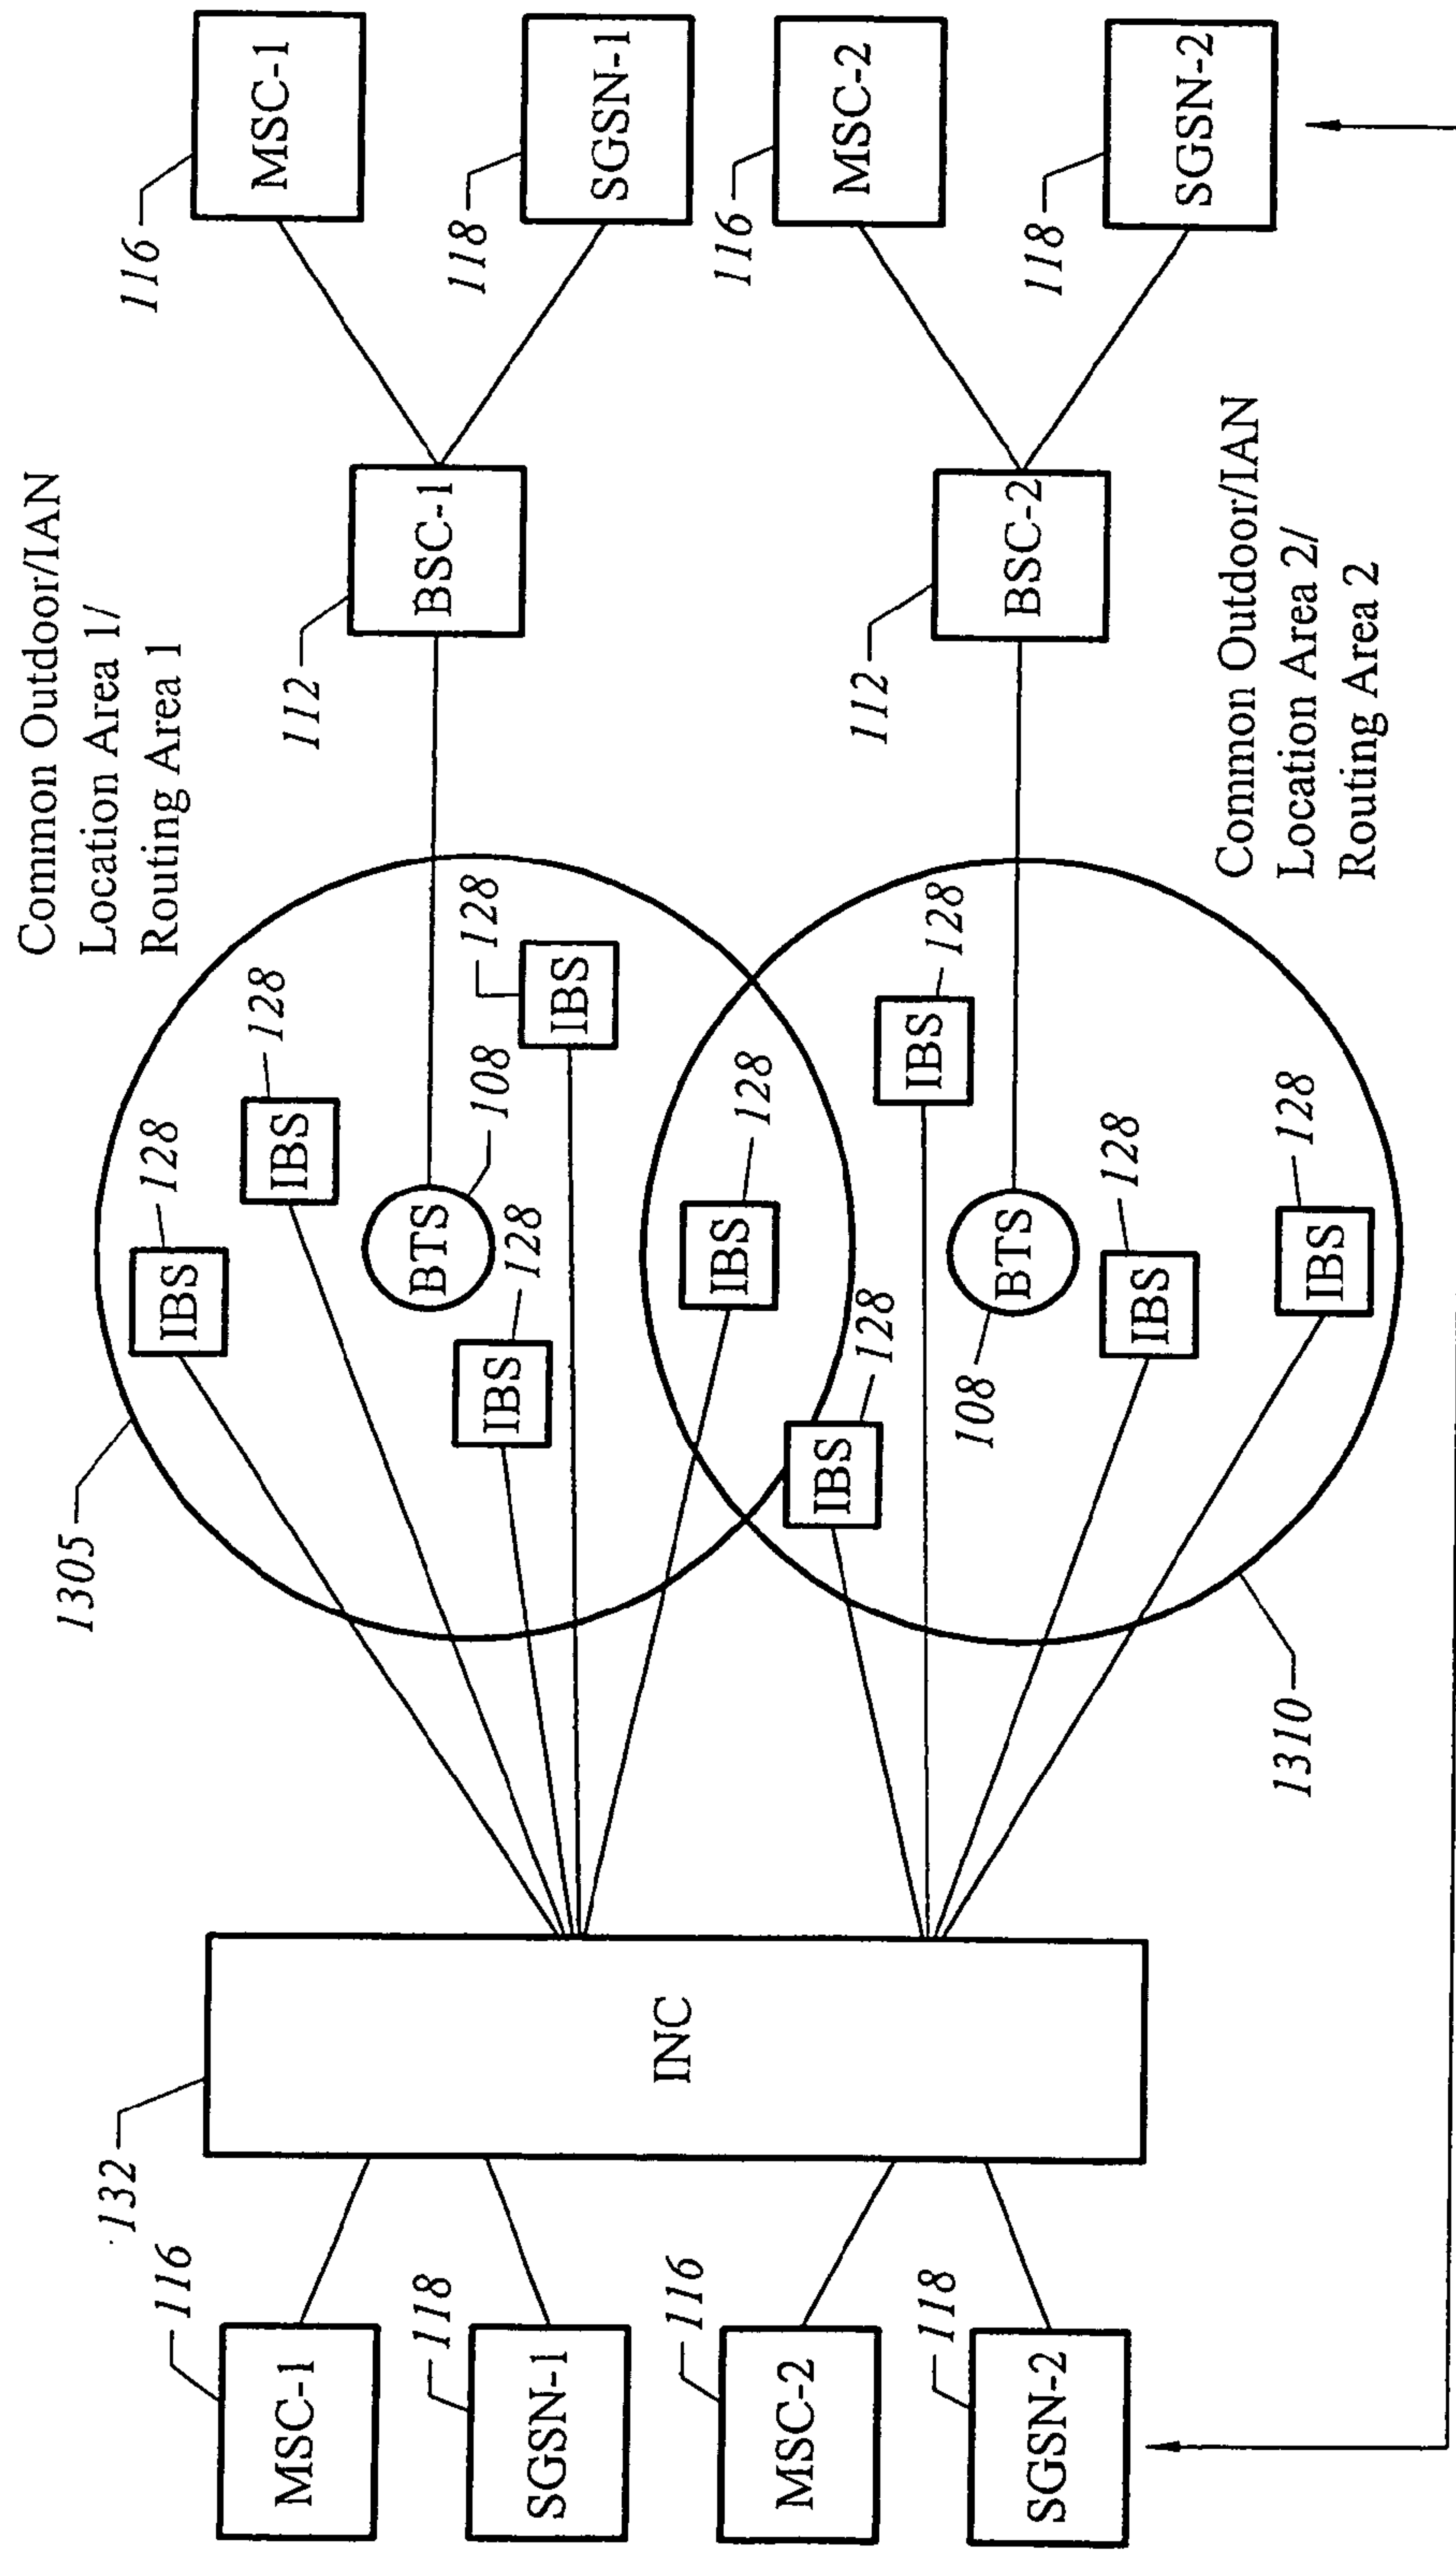 Common Outdoor/IAN
Location Area 1/
Routing Area 1
132
116
MSC-1
118
SGSN-1
116
MSC-2
118
SGSN-2
INC
1305
IBS
128
IBS
128
BTS
108
IBS
128
IBS
128
IBS
128
IBS
128
IBS
128
BTS
108
IBS
128
IBS
128
1310
112
BSC-1
112
BSC-2
116
MSC-1
118
SGSN-1
116
MSC-2
118
SGSN-2
Common Outdoor/IAN
Location Area 2/
Routing Area 2